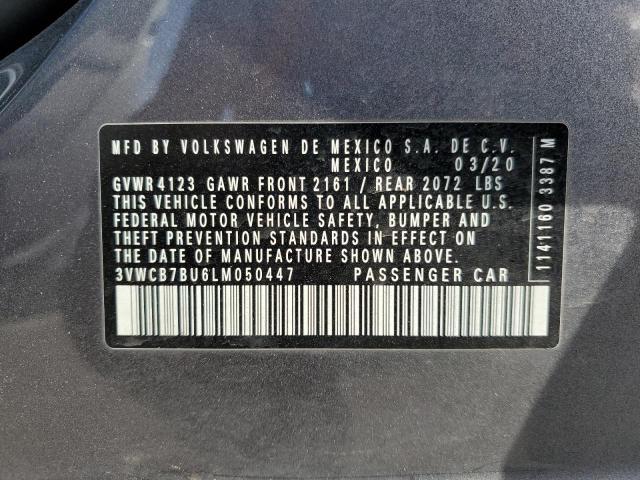 MFD BY VOLKSWAGEN DE MEXICO S.A. DE C.V.
MEXICO 03/20
GVWR 4123 GAWR FRONT 2161 / REAR 2072 LBS
THIS VEHICLE CONFORMS TO ALL APPLICABLE U.S.
FEDERAL MOTOR VEHICLE SAFETY, BUMPER AND
THEFT PREVENTION STANDARDS IN EFFECT ON
THE DATE OF MANUFACTURE SHOWN ABOVE.
3VWCB7BU6LM050447 PASSENGER CAR
1141160 3387 M